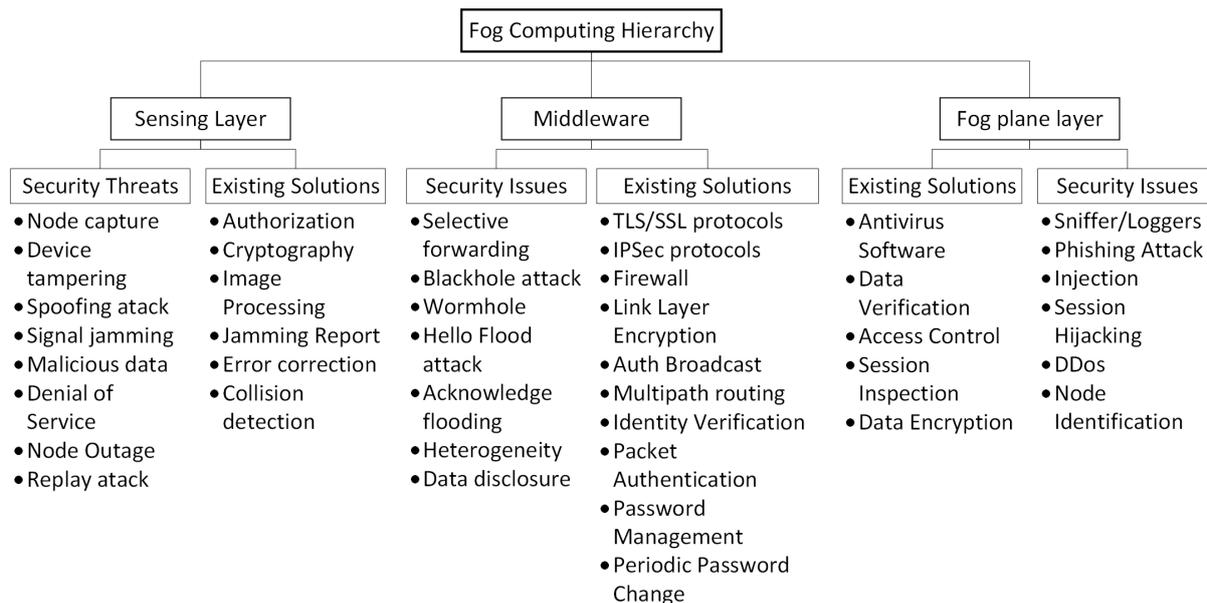 Fog Computing Hierarchy
Sensing Layer
Middleware
Fog plane layer
Security Threats
• Node capture
• Device
tampering
• Spoofing atack
• Signal jamming
• Malicious data
• Denial of
Service
• Node Outage
• Replay atack
Existing Solutions
• Authorization
• Cryptography
• Image
Processing
• Jamming Report
• Error correction
• Collision
detection
Security Issues
• Selective
forwarding
• Blackhole attack
• Wormhole
• Hello Flood
attack
• Acknowledge
flooding
• Heterogeneity
• Data disclosure
Existing Solutions
• TLS/SSL protocols
• IPSec protocols
• Firewall
• Link Layer
Encryption
• Auth Broadcast
• Multipath routing
• Identity Verification
• Packet
Authentication
• Password
Management
• Periodic Password
Change
Existing Solutions
• Antivirus
Software
• Data
Verification
• Access Control
• Session
Inspection
• Data Encryption
Security Issues
• Sniffer/Loggers
• Phishing Attack
• Injection
• Session
Hijacking
• DDos
• Node
Identification